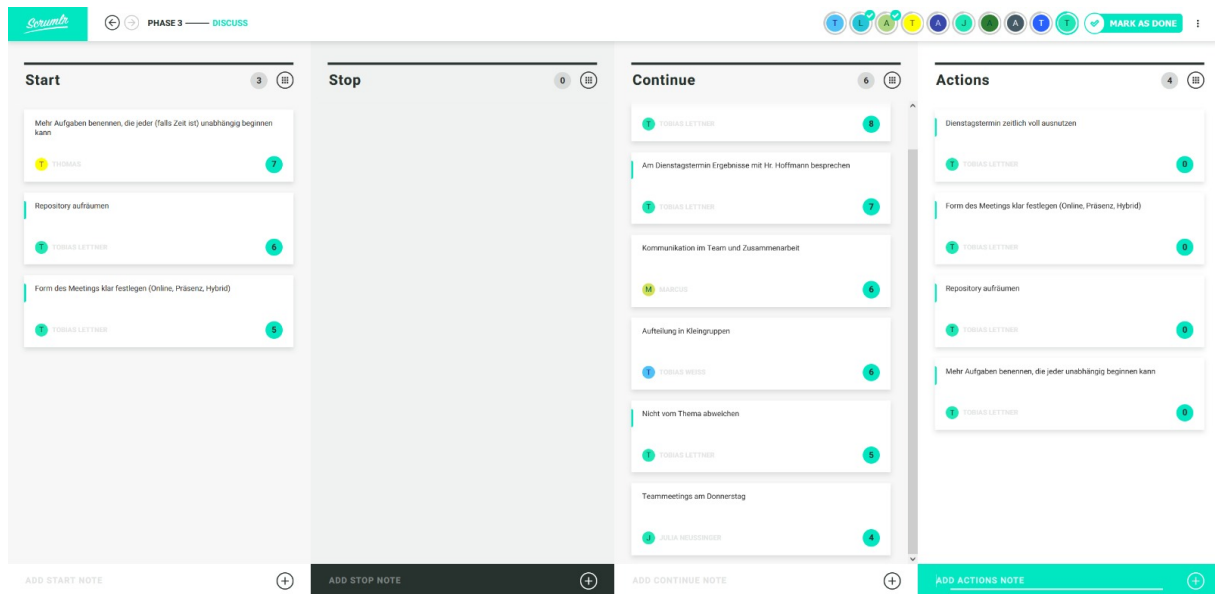 Scrumlr
PHASE 3 DISCUSS
T L A T A J A A T T
MARK AS DONE
Start 3
Mehr Aufgaben benennen, die jeder (falls Zeit ist) unabhängig beginnen
kann
T THOMAS 7
Repository aufräumen
T TOBIAS LETTNER 6
Form des Meetings klar festlegen (Online, Präsenz, Hybrid)
T TOBIAS LETTNER 5
ADD START NOTE
Stop 0
ADD STOP NOTE
Continue 6
T TOBIAS LETTNER 8
Am Dienstagstermin Ergebnisse mit Hr. Hoffmann besprechen
T TOBIAS LETTNER 7
Kommunikation im Team und Zusammenarbeit
M MARCUS 6
Aufteilung in Kleingruppen
T TOBIAS WEISS 6
Nicht vom Thema abweichen
T TOBIAS LETTNER 5
Teammeetings am Donnerstag
J JULIA 4
ADD CONTINUE NOTE
Actions 4
Dienstagstermin zeitlich voll ausnutzen
T TOBIAS LETTNER 0
Form des Meetings klar festlegen (Online, Präsenz, Hybrid)
T TOBIAS LETTNER 0
Repository aufräumen
T TOBIAS LETTNER 0
Mehr Aufgaben benennen, die jeder unabhängig beginnen kann
T TOBIAS LETTNER 0
ADD ACTIONS NOTE